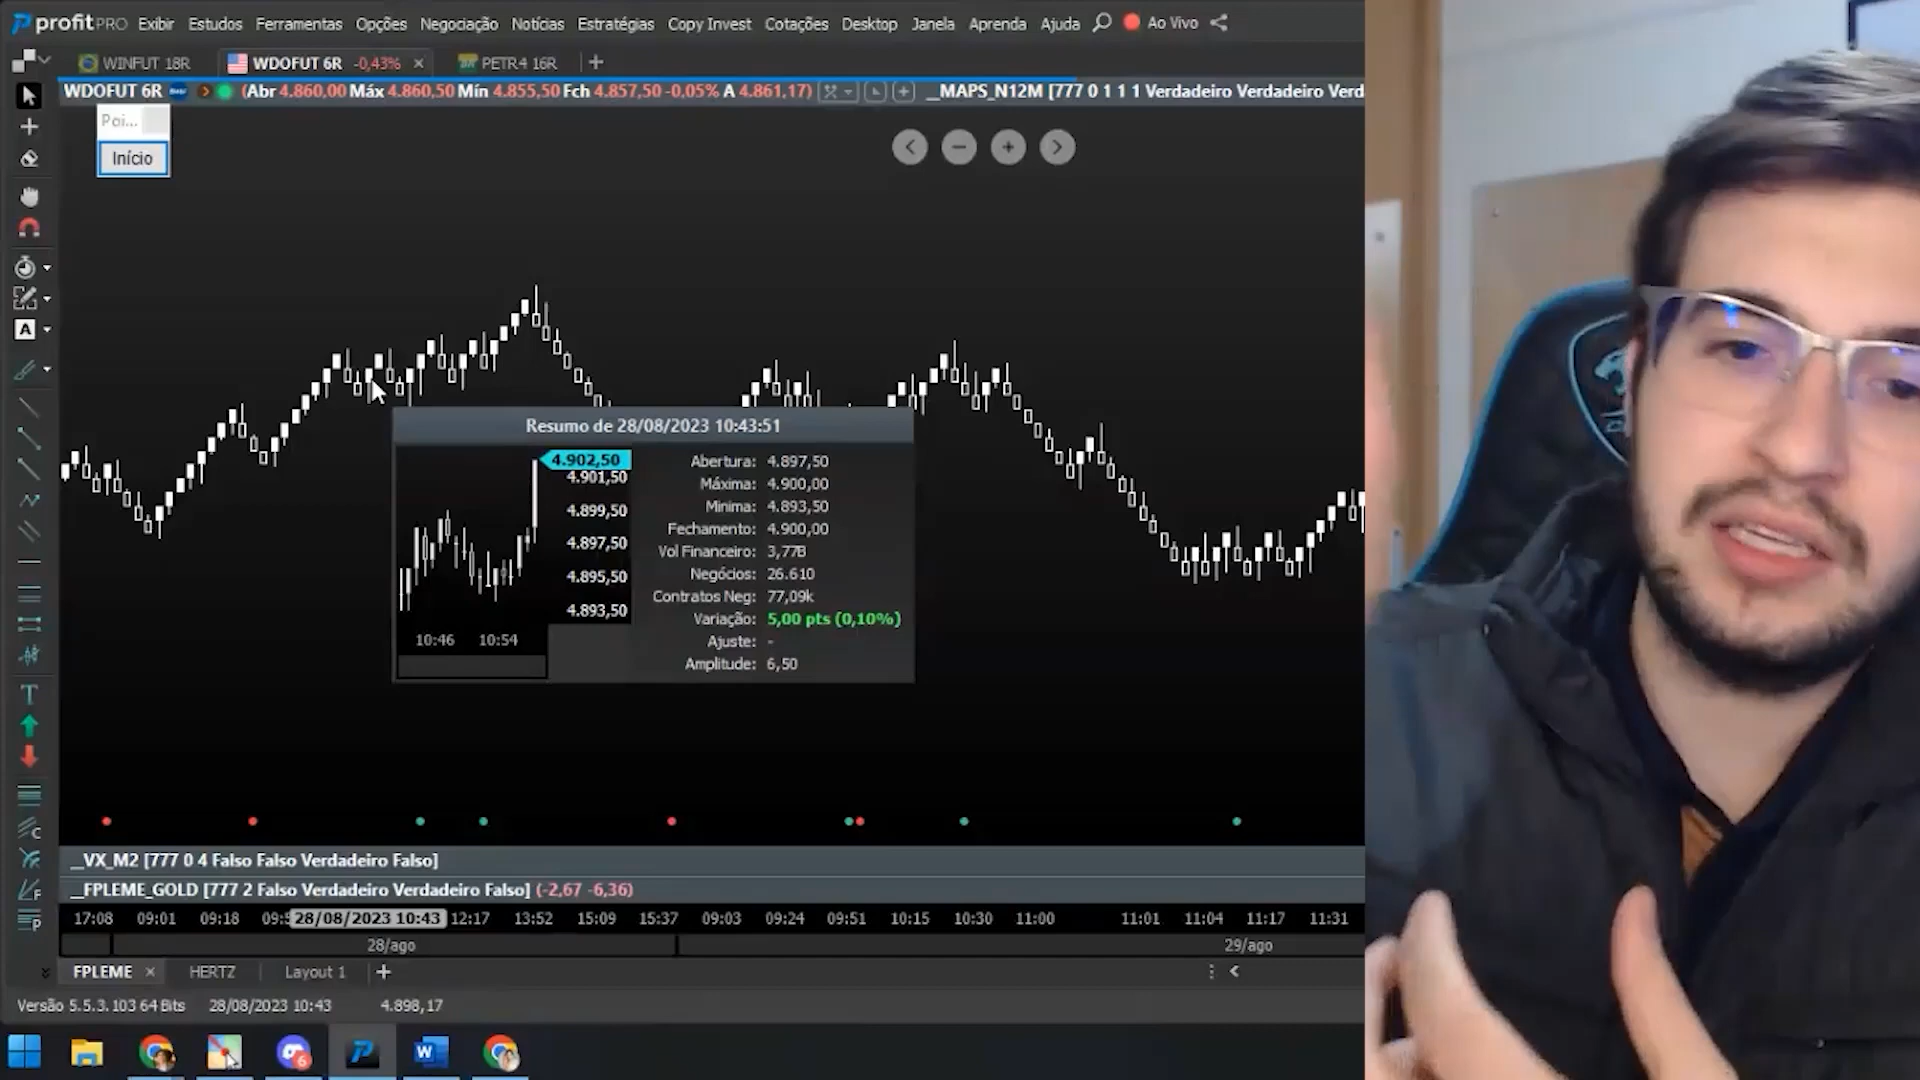 profitPRO Exibir Estudos Ferramentas Opções Negociação Notícias Estratégias Copy Invest Cotações Desktop Janela Aprenda Ajuda Ao Vivo
WINFUT 18R WDOFUT 6R -0,43% × PETR4 16R +
WDOFUT 6R (Abr 4.860,00 Máx 4.860,50 Mín 4.855,50 Fch 4.857,50 -0,05% A 4.861,17) __MAPS_N12M [777 0 1 1 1 Verdadeiro Verdadeiro Verd
Pai...
Início
Resumo de 28/08/2023 10:43:51
4.902,50
4.901,50
4.899,50
4.897,50
4.895,50
4.893,50
10:46 10:54
Abertura: 4.897,50
Máxima: 4.900,00
Minima: 4.893,50
Fechamento: 4.900,00
Vol Financeiro: 3,77B
Negócios: 26.610
Contratos Neg: 77,09k
Variação: 5,00 pts (0,10%)
Ajuste: -
Amplitude: 6,50
__VX_M2 [777 0 4 Falso Falso Verdadeiro Falso]
__FPLEME_GOLD [777 2 Falso Verdadeiro Verdadeiro Falso] (-2,67 -6,36)
17:08 09:01 09:18 09:5 28/08/2023 10:43 12:17 13:52 15:09 15:37 09:03 09:24 09:51 10:15 10:30 11:00 11:01 11:04 11:17 11:31
28/ago 29/ago
FPLEME × HERTZ Layout 1 +
Versão 5.5.3.103 64 Bits 28/08/2023 10:43 4.898,17